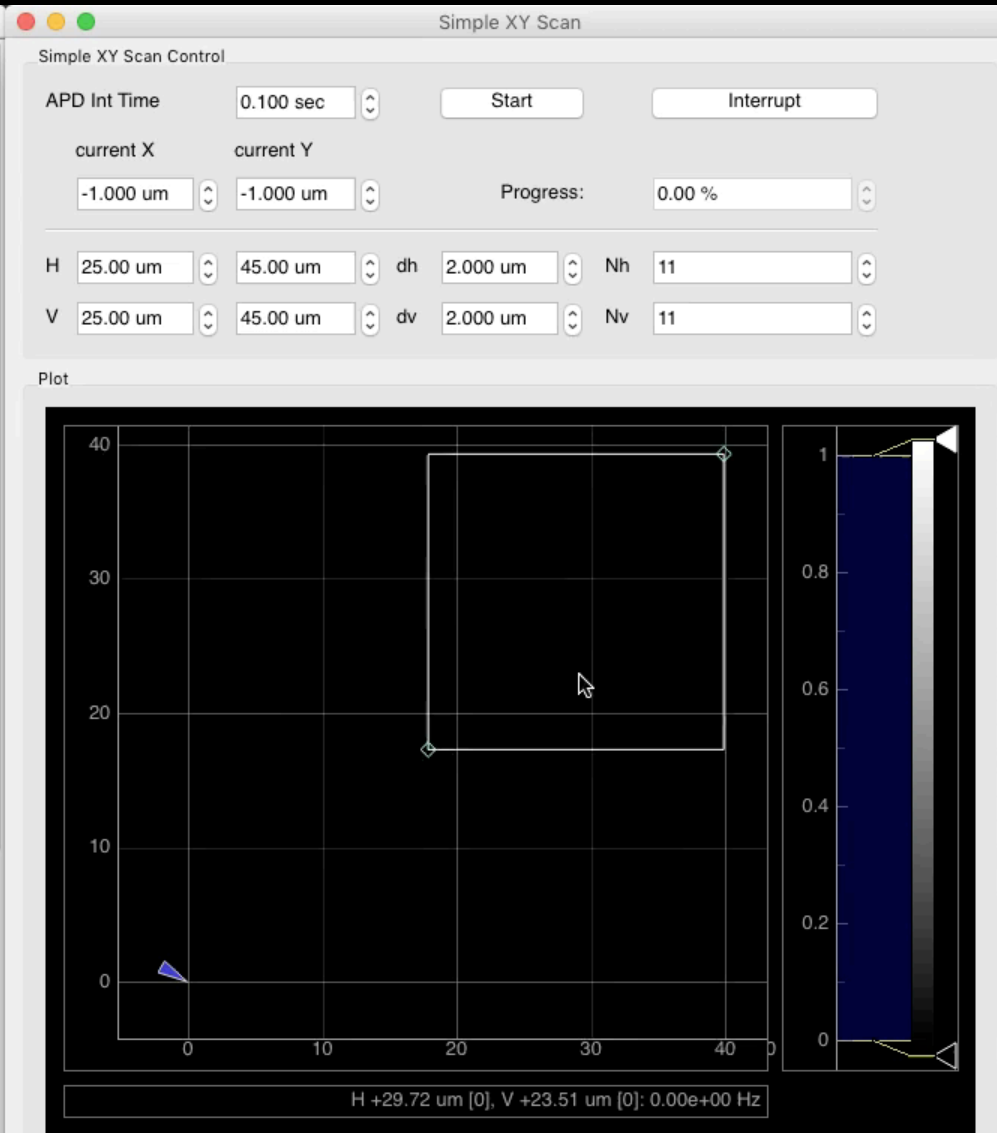 Simple XY Scan
Simple XY Scan Control
APD Int Time 0.100 sec Start Interrupt
current X current Y
-1.000 um -1.000 um Progress: 0.00 %
H 25.00 um 45.00 um dh 2.000 um Nh 11
V 25.00 um 45.00 um dv 2.000 um Nv 11
Plot
40
30
20
10
0
0 10 20 30 40 0
1
0.8
0.6
0.4
0.2
0
H +29.72 um [0], V +23.51 um [0]: 0.00e+00 Hz